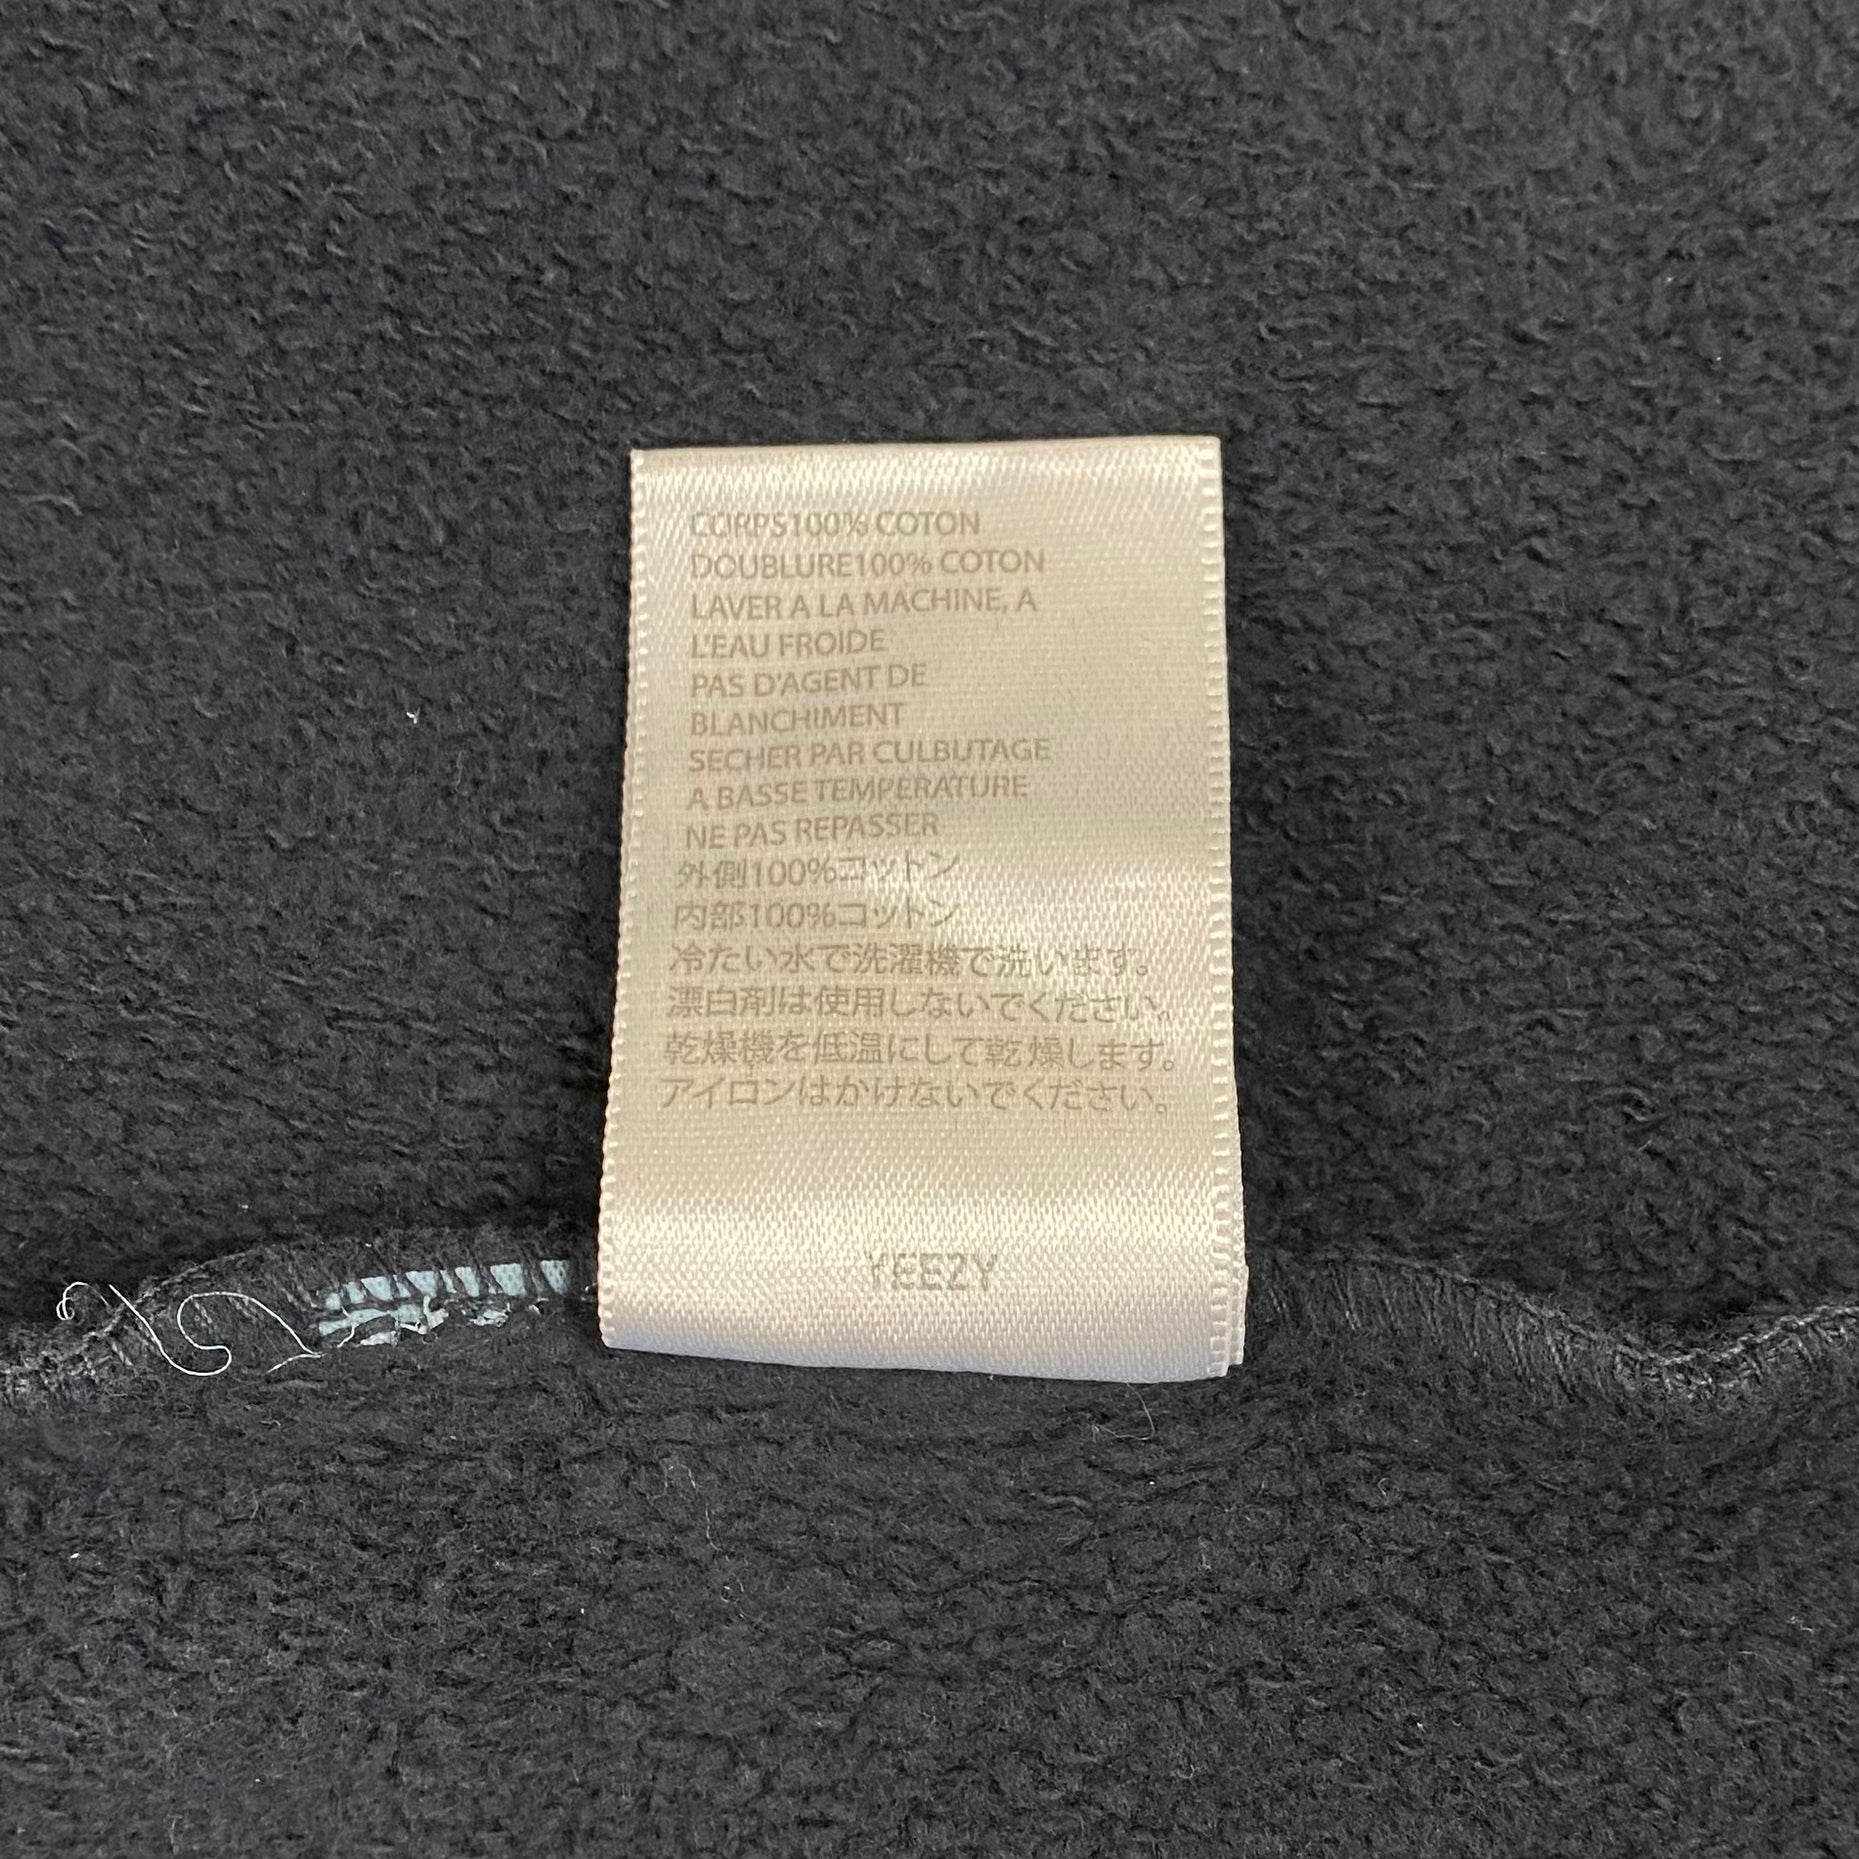 CORPS100% COTON
DOUBLURE100% COTON
LAVER A LA MACHINE, A
L'EAU FROIDE
PAS D'AGENT DE
BLANCHIMENT
SECHER PAR CULBUTAGE
A BASSE TEMPERATURE
NE PAS REPASSER
外側100%コットン
内部100%コットン
冷たい水で洗濯機で洗います。
漂白剤は使用しないでください。
乾燥機を低温にして乾燥します。
アイロンはかけないでください。
YEEZY